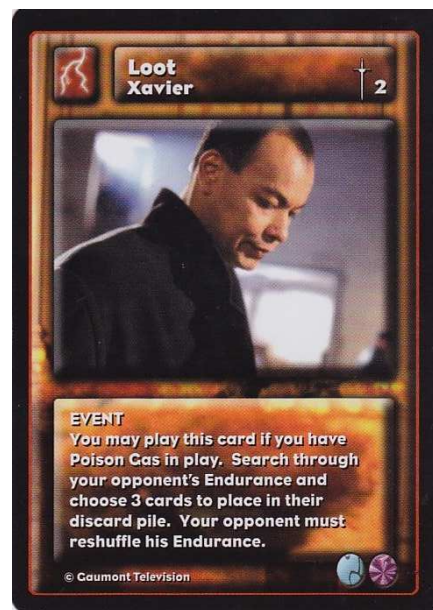 Loot
Xavier
2
EVENT
You may play this card if you have
Poison Gas in play. Search through
your opponent's Endurance and
choose 3 cards to place in their
discard pile. Your opponent must
reshuffle his Endurance.
© Gaumont Television